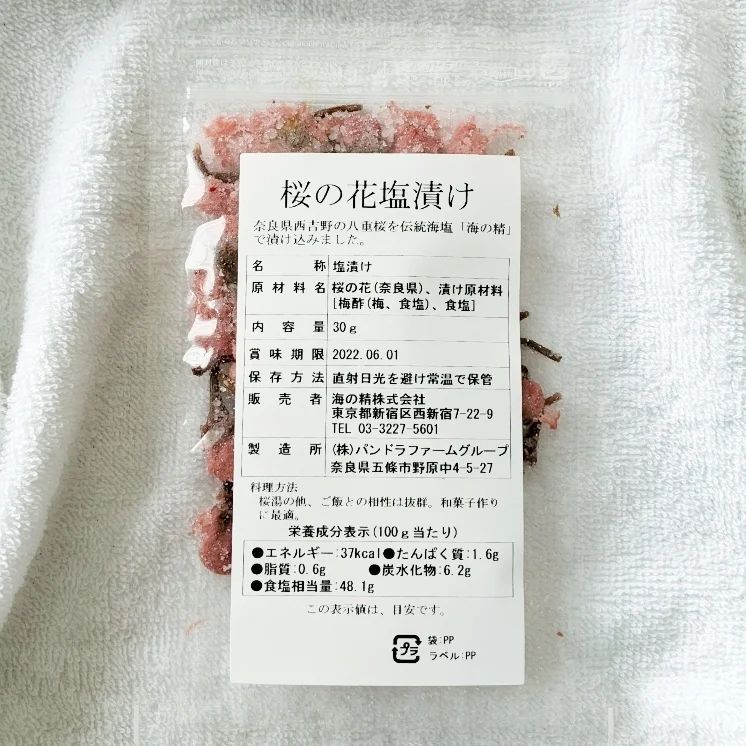 桜の花塩漬け
奈良県西吉野の八重桜を伝統海塩「海の精」
で漬け込みました。
名称 塩漬け
原材料名 桜の花(奈良県)、漬け原材料
[梅酢(梅、食塩)、食塩]
内容量 30g
賞味期限 2022.06.01
保存方法 直射日光を避け常温で保管
販売者 海の精株式会社
東京都新宿区西新宿7-22-9
TEL 03-3227-5601
製造所 (株)パンドラファームグループ
奈良県五條市野原中4-5-27
料理方法
桜湯の他、ご飯との相性は抜群。和菓子作り
に最適。
栄養成分表示(100g当たり)
●エネルギー:37kcal●たんぱく質:1.6g
●脂質:0.6g ●炭水化物:6.2g
●食塩相当量:48.1g
この表示値は、目安です。
プラ 袋:PP
ラベル:PP